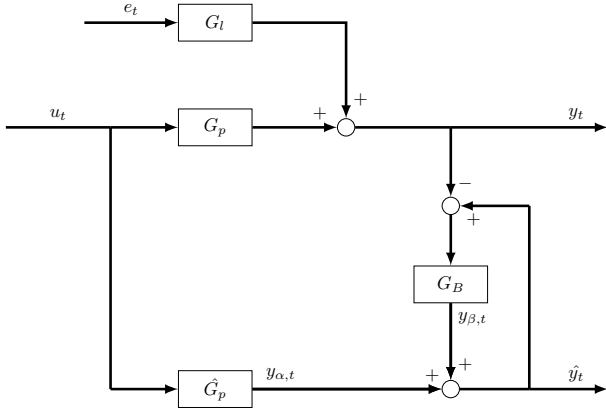 e_t
G_l
+
u_t
G_p
+
y_t
−
+
G_B
y_{β,t}
y_{α,t}
+
+
Ĝ_p
ŷ_t